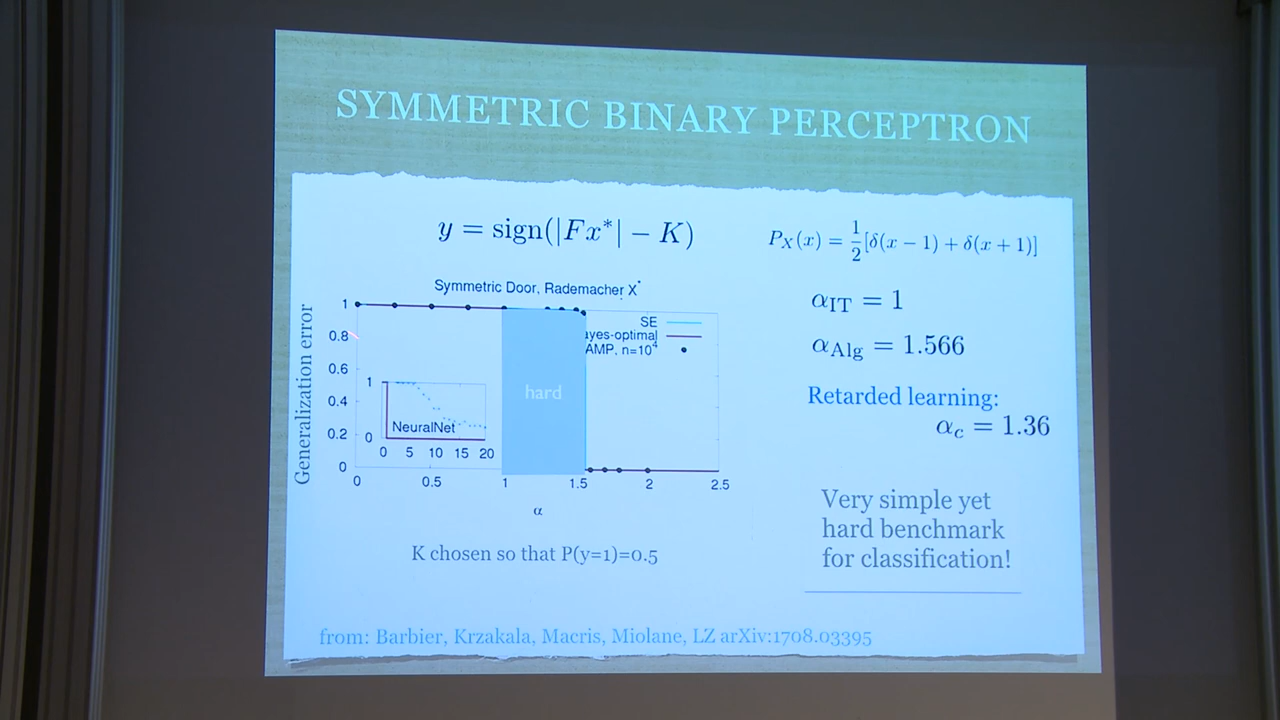 SYMMETRIC BINARY PERCEPTRON
y = sign(|Fx*| − K)
P_X(x) = 1/2[δ(x − 1) + δ(x + 1)]
Symmetric Door, Rademacher X*
Generalization error
1
0.8
0.6
0.4
0.2
0
SE
ayes-optimal
AMP, n=10⁴
hard
1
0
NeuralNet
0 5 10 15 20
0 0.5 1 1.5 2 2.5
α
K chosen so that P(y=1)=0.5
α_IT = 1
α_Alg = 1.566
Retarded learning:
α_c = 1.36
Very simple yet
hard benchmark
for classification!
from: Barbier, Krzakala, Macris, Miolane, LZ arXiv:1708.03395